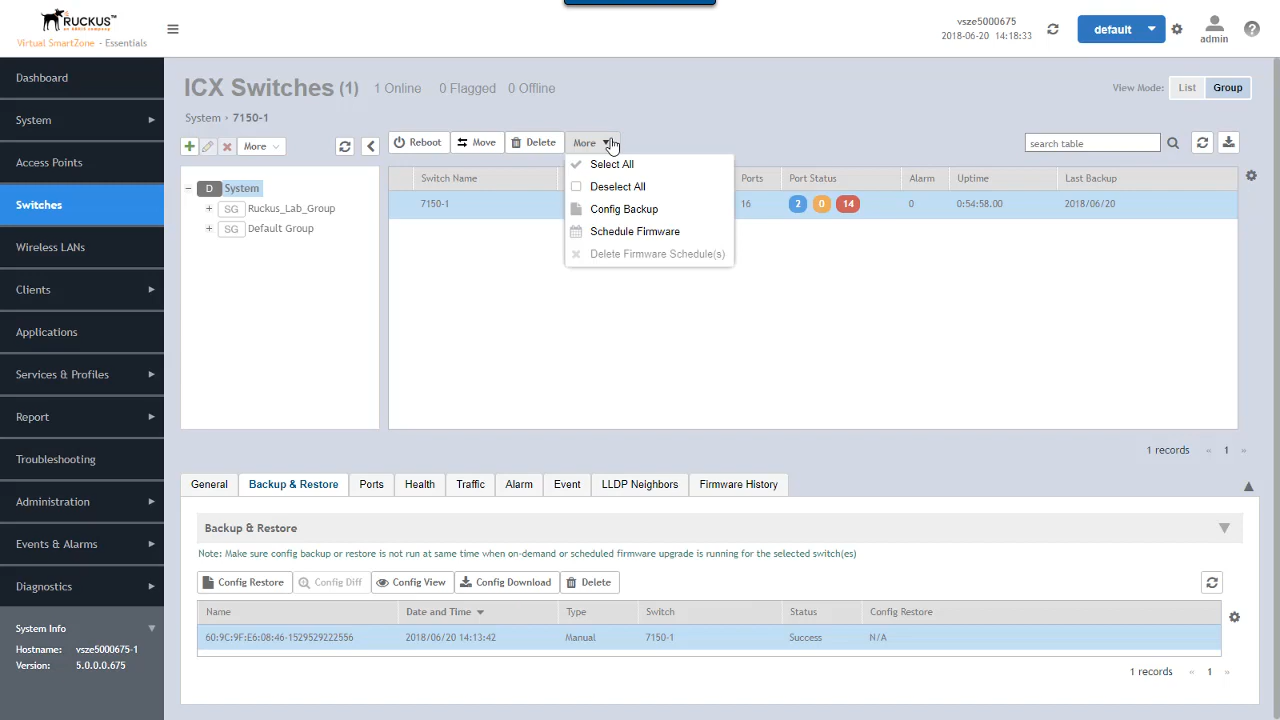 RUCKUS™
an ARRIS company
Virtual SmartZone - Essentials
vsze5000675
2018-06-20 14:18:33
default
admin
Dashboard
System
Access Points
Switches
Wireless LANs
Clients
Applications
Services & Profiles
Report
Troubleshooting
Administration
Events & Alarms
Diagnostics
System Info
Hostname: vsze5000675-1
Version: 5.0.0.0.675
ICX Switches (1) 1 Online 0 Flagged 0 Offline
View Mode: List Group
System 7150-1
More
Reboot Move Delete More
search table
D System
SG Ruckus_Lab_Group
SG Default Group
Select All
Deselect All
Config Backup
Schedule Firmware
Delete Firmware Schedule(s)
Switch Name Ports Port Status Alarm Uptime Last Backup
7150-1 16 2 0 14 0 0:54:58.00 2018/06/20
1 records « 1 »
General Backup & Restore Ports Health Traffic Alarm Event LLDP Neighbors Firmware History
Backup & Restore
Note: Make sure config backup or restore is not run at same time when on-demand or scheduled firmware upgrade is running for the selected switch(es)
Config Restore Config Diff Config View Config Download Delete
Name Date and Time Type Switch Status Config Restore
60:9C:9F:E6:08:46-1529529222556 2018/06/20 14:13:42 Manual 7150-1 Success N/A
1 records « 1 »